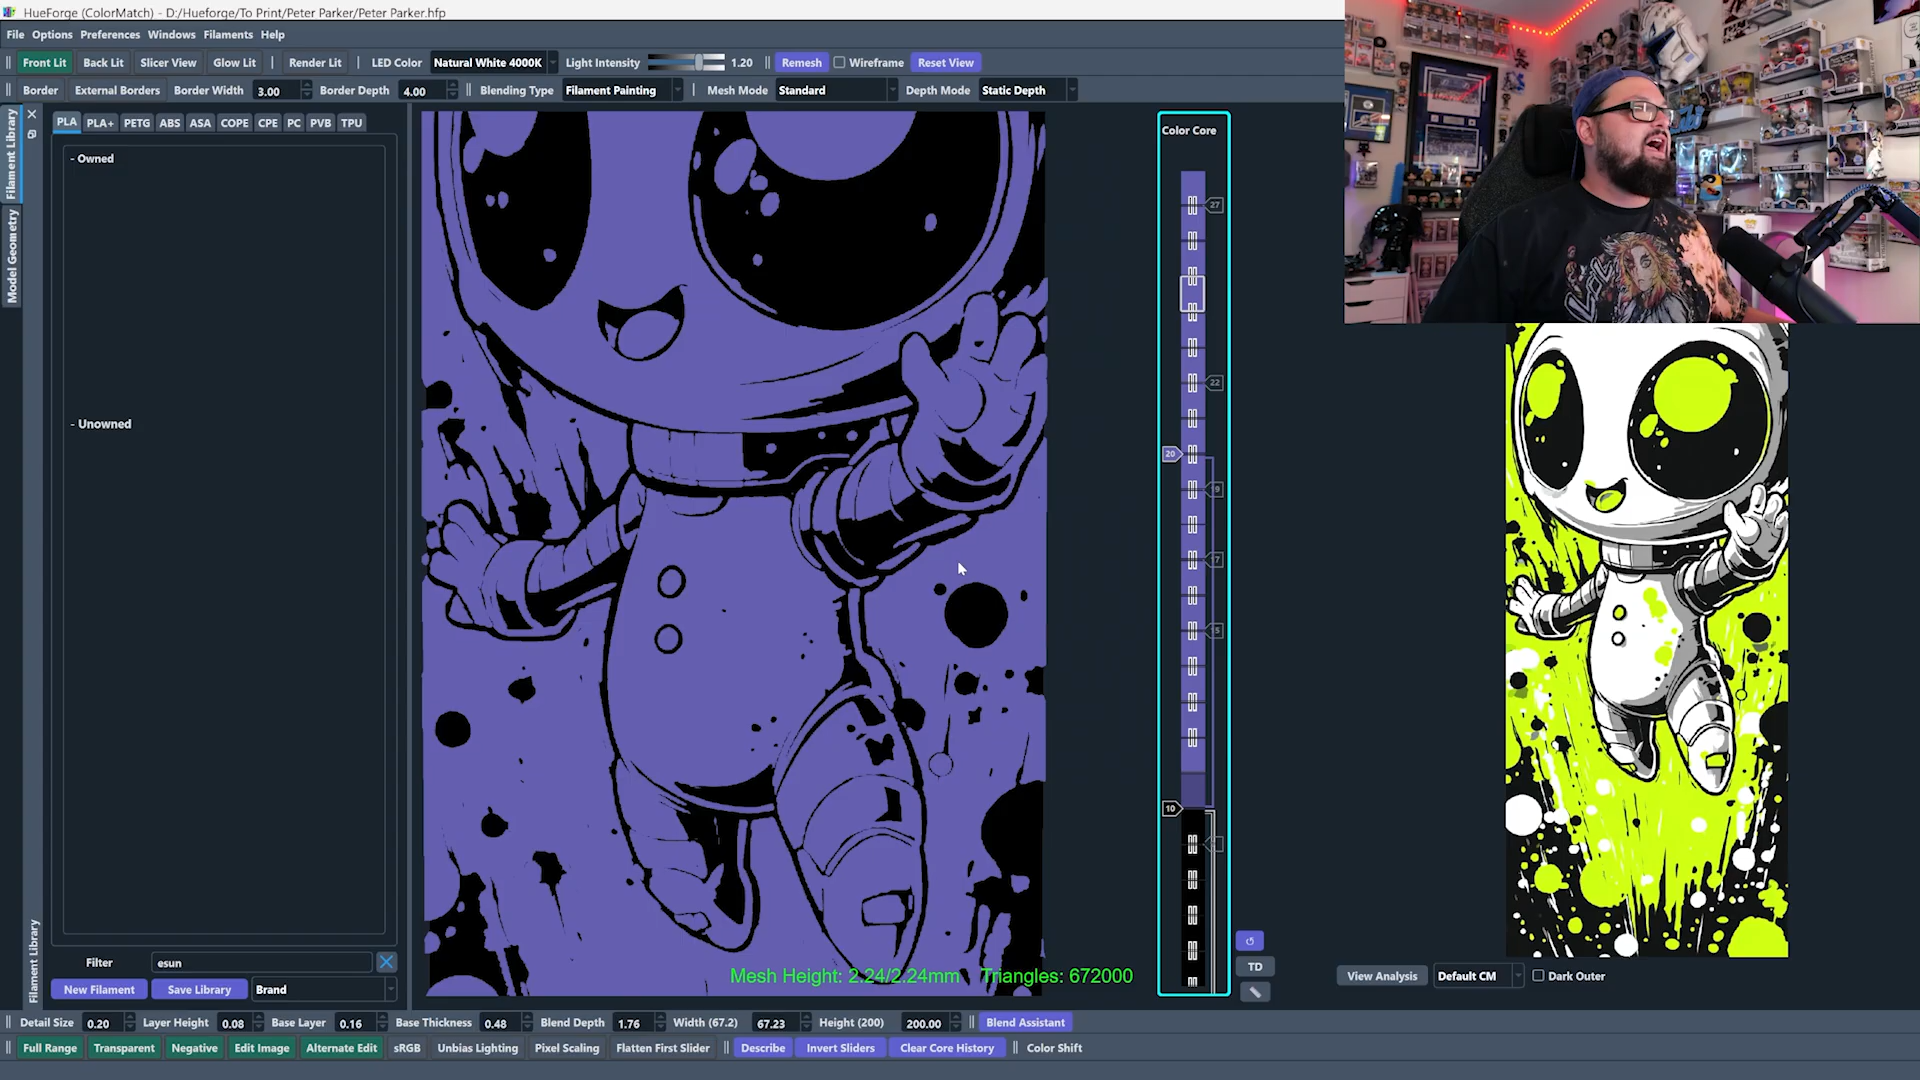 HueForge (ColorMatch) - D:/Hueforge/To Print/Peter Parker/Peter Parker.hfp
File Options Preferences Windows Filaments Help
Front Lit Back Lit Slicer View Glow Lit Render Lit LED Color Natural White 4000K Light Intensity 1.20 Remesh Wireframe Reset View
Border External Borders Border Width 3.00 Border Depth 4.00 Blending Type Filament Painting Mesh Mode Standard Depth Mode Static Depth
Filament Library
Model Geometry
PLA PLA+ PETG ABS ASA COPE CPE PC PVB TPU
- Owned
- Unowned
Color Core
27
22
20
19
17
15
10
Mesh Height: 2.24/2.24mm Triangles: 672000
TD
View Analysis Default CM Dark Outer
Filter esun
New Filament Save Library Brand
Filament Library
Detail Size 0.20 Layer Height 0.08 Base Layer 0.16 Base Thickness 0.48 Blend Depth 1.76 Width (67.2) 67.23 Height (200) 200.00 Blend Assistant
Full Range Transparent Negative Edit Image Alternate Edit sRGB Unbias Lighting Pixel Scaling Flatten First Slider Describe Invert Sliders Clear Core History Color Shift